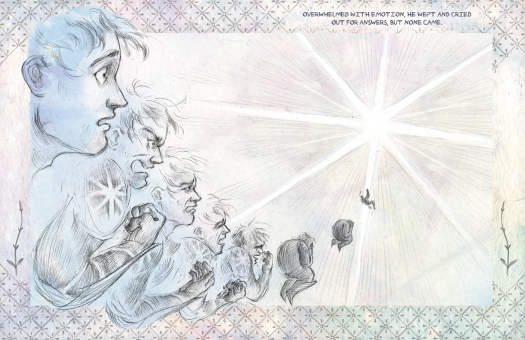 OVERWHELMED WITH EMOTION, HE WEPT AND CRIED
OUT FOR ANSWERS, BUT NONE CAME.